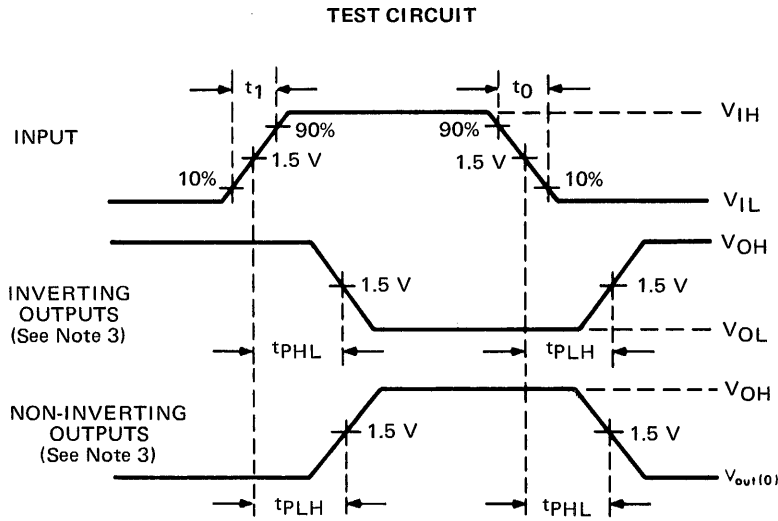 TEST CIRCUIT
t1
t0
INPUT
90%
1.5 V
10%
90%
1.5 V
10%
VIH
VIL
INVERTING
OUTPUTS
(See Note 3)
1.5 V
1.5 V
VOH
VOL
tPHL
tPLH
NON-INVERTING
OUTPUTS
(See Note 3)
1.5 V
1.5 V
VOH
Vout(0)
tPLH
tPHL